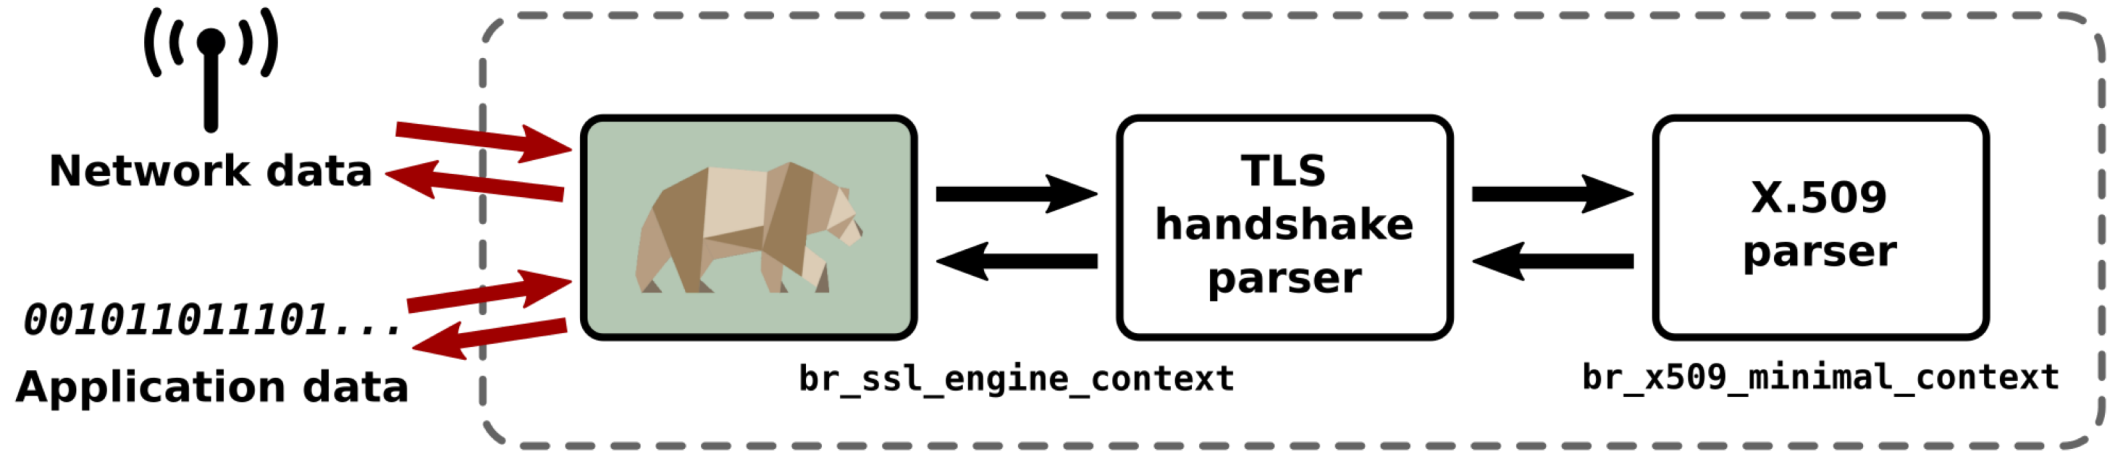 Network data
001011011101...
Application data
TLS
handshake
parser
X.509
parser
br_ssl_engine_context
br_x509_minimal_context